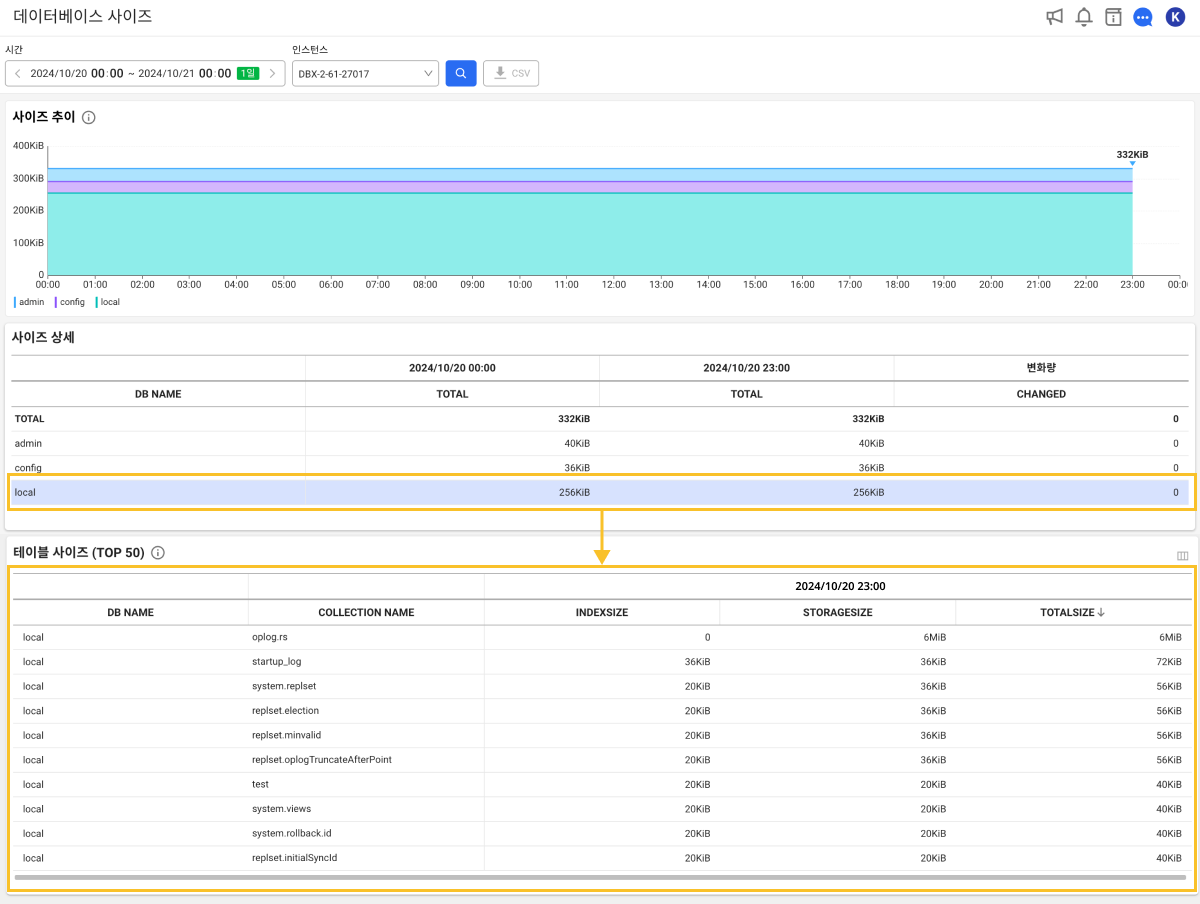 데이터베이스 사이즈
K
시간
인스턴스
2024/10/20 00:00 ~ 2024/10/21 00:00 1일
DBX-2-61-27017
CSV
사이즈 추이
400KiB
300KiB
200KiB
100KiB
0
332KiB
00:00 01:00 02:00 03:00 04:00 05:00 06:00 07:00 08:00 09:00 10:00 11:00 12:00 13:00 14:00 15:00 16:00 17:00 18:00 19:00 20:00 21:00 22:00 23:00 00:0
admin config local
사이즈 상세
2024/10/20 00:00 2024/10/20 23:00 변화량
DB NAME TOTAL TOTAL CHANGED
TOTAL 332KiB 332KiB 0
admin 40KiB 40KiB 0
config 36KiB 36KiB 0
local 256KiB 256KiB 0
테이블 사이즈 (TOP 50)
2024/10/20 23:00
DB NAME COLLECTION NAME INDEXSIZE STORAGESIZE TOTALSIZE
local oplog.rs 0 6MiB 6MiB
local startup_log 36KiB 36KiB 72KiB
local system.replset 20KiB 36KiB 56KiB
local replset.election 20KiB 36KiB 56KiB
local replset.minvalid 20KiB 36KiB 56KiB
local replset.oplogTruncateAfterPoint 20KiB 36KiB 56KiB
local test 20KiB 20KiB 40KiB
local system.views 20KiB 20KiB 40KiB
local system.rollback.id 20KiB 20KiB 40KiB
local replset.initialSyncId 20KiB 20KiB 40KiB